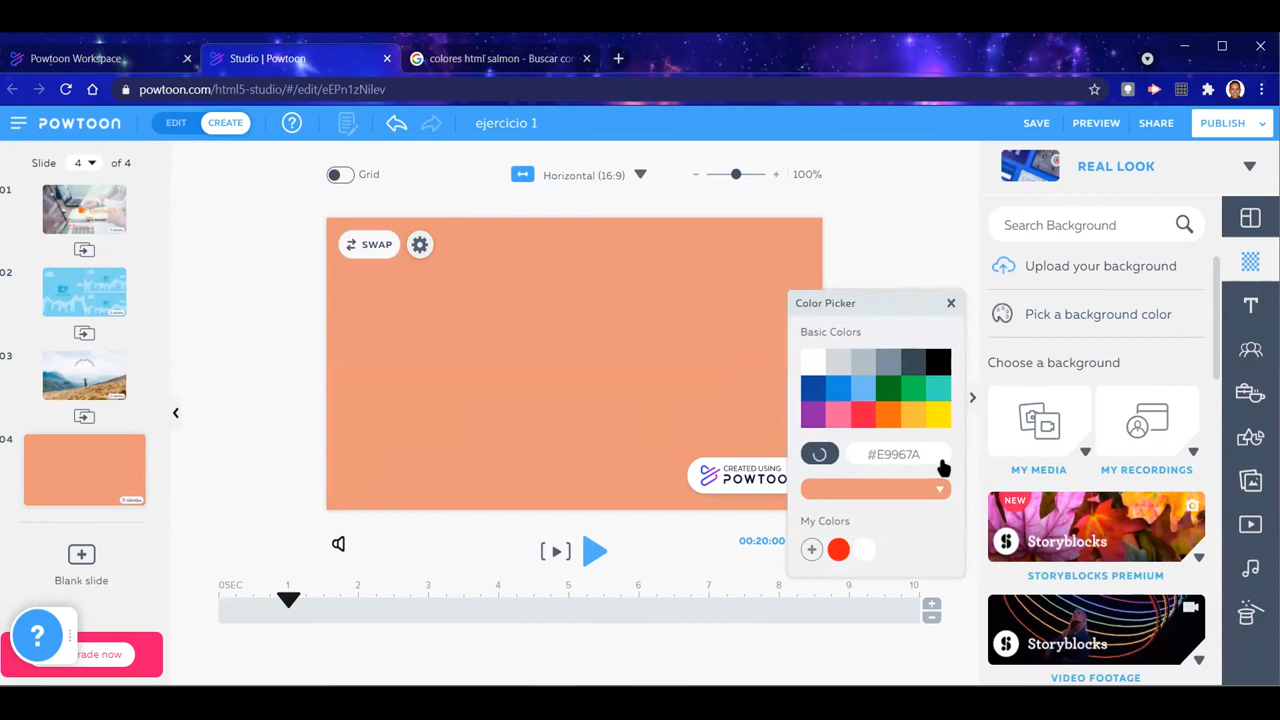 Powtoon Workspace
Studio | Powtoon
colores html salmon - Buscar con
powtoon.com/html5-studio/#/edit/eEPn1zNilev
POWTOON
EDIT
CREATE
?
ejercicio 1
SAVE
PREVIEW
SHARE
PUBLISH
Slide 4 of 4
Grid
Horizontal (16:9)
100%
REAL LOOK
01
02
03
04
SWAP
Search Background
Upload your background
Pick a background color
Choose a background
MY MEDIA
MY RECORDINGS
NEW
Storyblocks
STORYBLOCKS PREMIUM
Storyblocks
VIDEO FOOTAGE
Color Picker
Basic Colors
#E9967A
My Colors
CREATED USING
POWTOO
00:20:00
Blank slide
0SEC 1 2 3 4 5 6 7 8 9 10
?
rade now